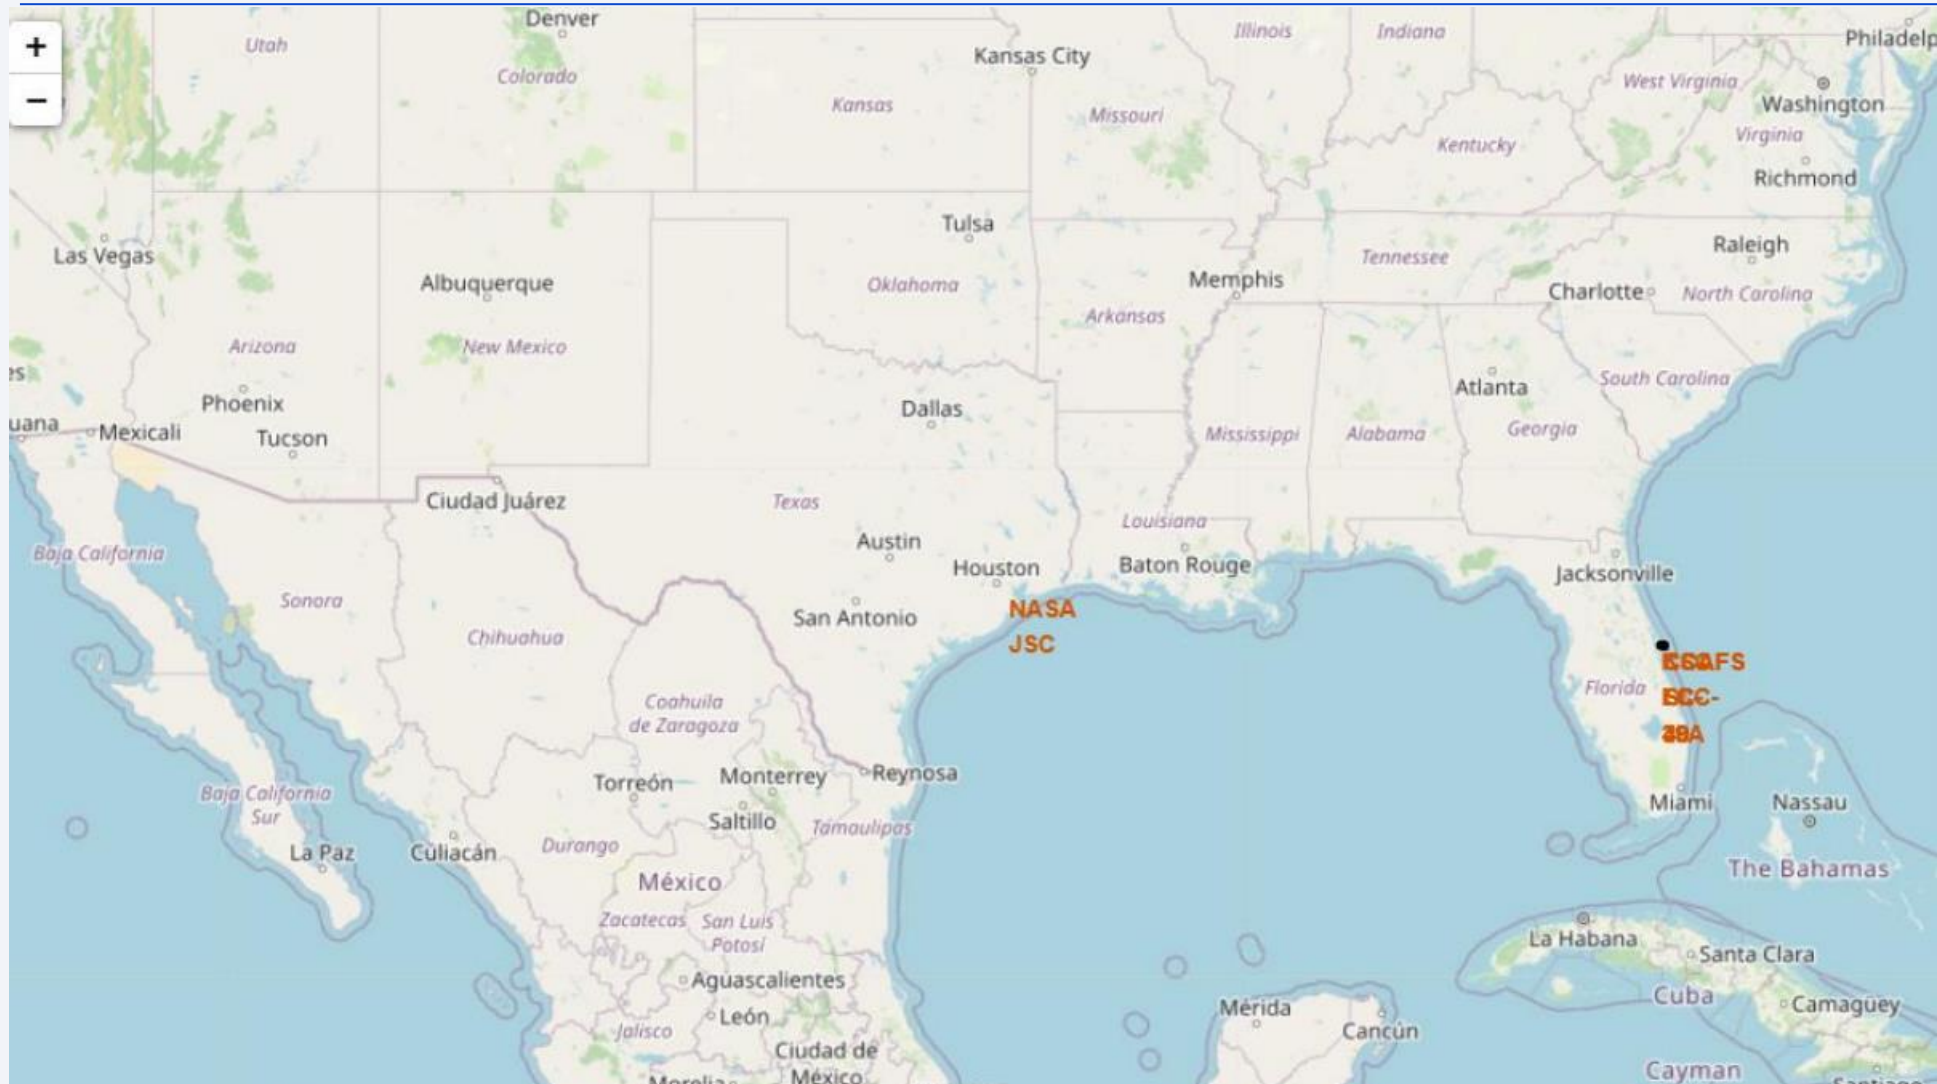 +
−
Denver
Utah
Colorado
Kansas City
Kansas
Missouri
Illinois
Indiana
Kentucky
West Virginia
Philadelp
Washington
Virginia
Richmond
Las Vegas
Albuquerque
Tulsa
Oklahoma
Memphis
Tennessee
Raleigh
Charlotte
North Carolina
Arkansas
Arizona
New Mexico
es
Phoenix
Dallas
Atlanta
South Carolina
uana
Mexicali
Tucson
Mississippi
Alabama
Georgia
Ciudad Juárez
Texas
Louisiana
Baja California
Austin
Houston
Baton Rouge
Jacksonville
Sonora
Chihuahua
San Antonio
NASA
JSC
Florida
Coahuila
de Zaragoza
Torreón
Monterrey
Reynosa
Baja California
Sur
Saltillo
Tamaulipas
Miami
Nassau
La Paz
Culiacán
Durango
México
The Bahamas
Zacatecas
San Luis
Potosí
La Habana
Santa Clara
Aguascalientes
Cuba
Camagüey
León
Jalisco
Mérida
Cancún
Ciudad de
México
Cayman